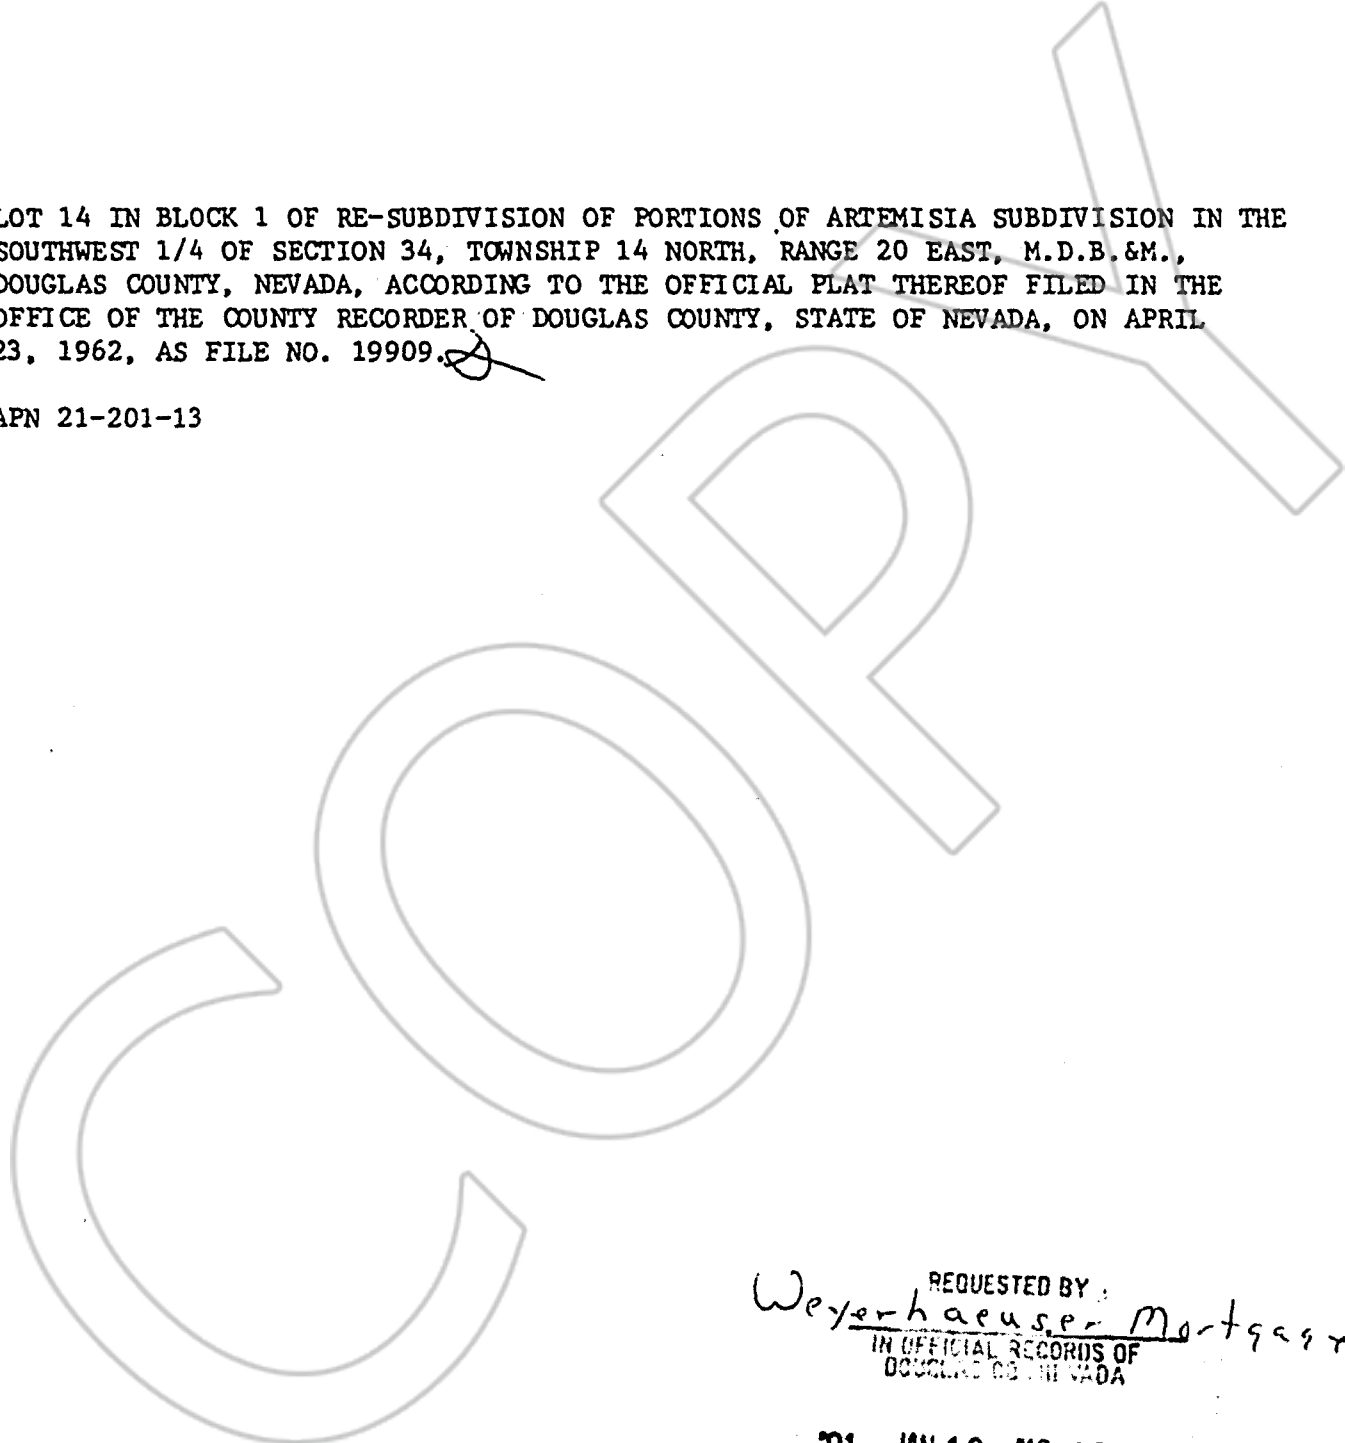 LOT 14 IN BLOCK 1 OF RE-SUBDIVISION OF PORTIONS OF ARTEMISIA SUBDIVISION IN THE
SOUTHWEST 1/4 OF SECTION 34, TOWNSHIP 14 NORTH, RANGE 20 EAST, M.D.B.&M.,
DOUGLAS COUNTY, NEVADA, ACCORDING TO THE OFFICIAL PLAT THEREOF FILED IN THE
OFFICE OF THE COUNTY RECORDER OF DOUGLAS COUNTY, STATE OF NEVADA, ON APRIL
23, 1962, AS FILE NO. 19909.
APN 21-201-13
COPY
REQUESTED BY
Weyerhaeuser Mortgage
IN OFFICIAL RECORDS OF
DOUGLAS CO. NEVADA